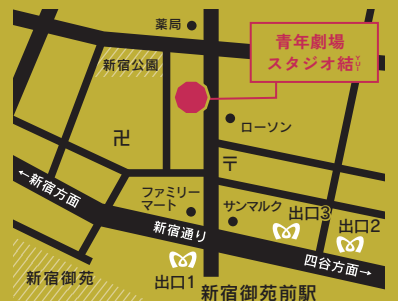 薬局
青年劇場
スタジオ結
ゆい
新宿公園
ローソン
卍
〒
ファミリー
マート
サンマルク
←新宿方面
出口3
新宿通り
出口2
四谷方面→
新宿御苑
出口1
新宿御苑前駅